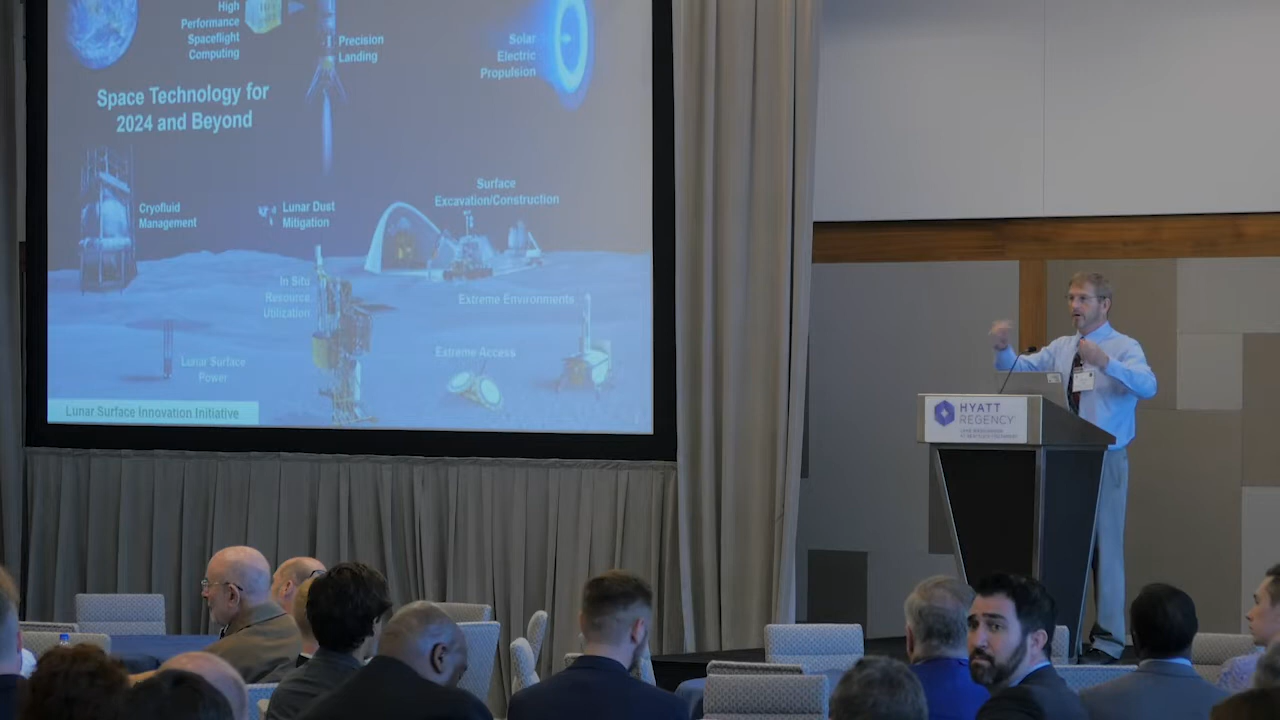 High
Performance
Spaceflight
Computing
Precision
Landing
Solar
Electric
Propulsion
Space Technology for
2024 and Beyond
Cryofluid
Management
Lunar Dust
Mitigation
Surface
Excavation/Construction
In Situ
Resource
Utilization
Extreme Environments
Lunar Surface
Power
Extreme Access
Lunar Surface Innovation Initiative
HYATT
REGENCY